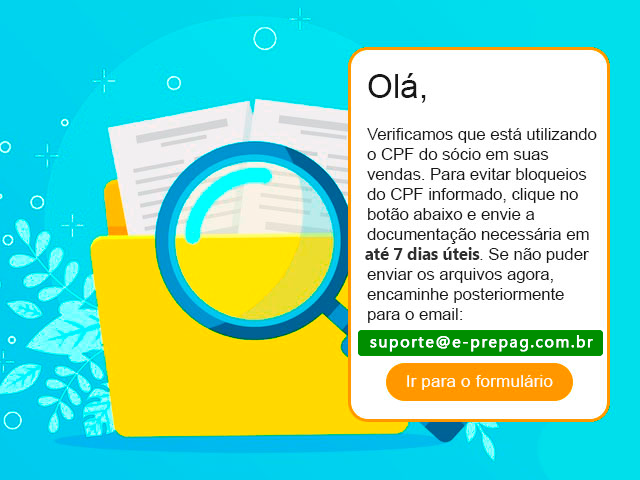 Olá,
Verificamos que está utilizando
o CPF do sócio em suas
vendas. Para evitar bloqueios
do CPF informado, clique no
botão abaixo e envie a
documentação necessária em
até 7 dias úteis. Se não puder
enviar os arquivos agora,
encaminhe posteriormente
para o email:
suporte@e-prepag.com.br
Ir para o formulário